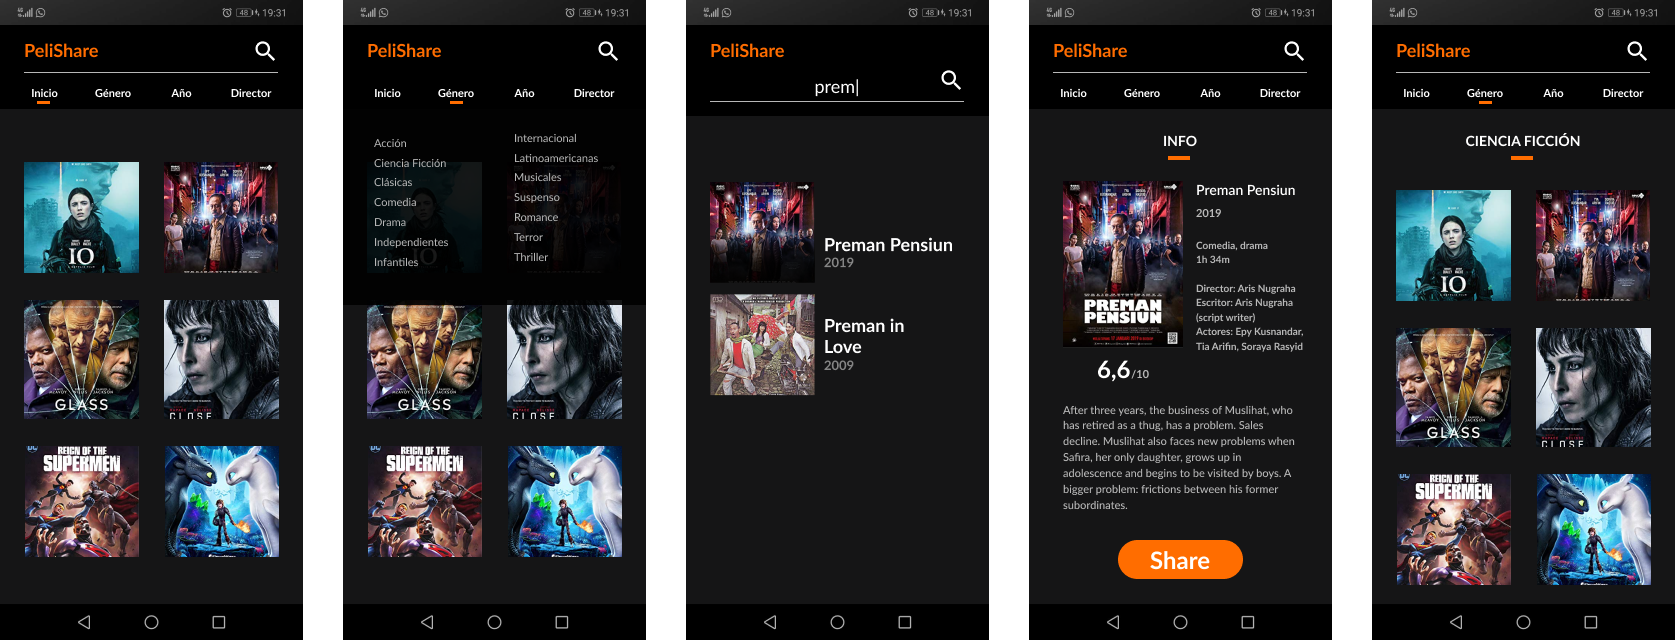 48 19:31
PeliShare
Inicio Género Año Director
IO
GLASS
CLOSE
DC
REIGN OF THE
SUPERMEN
48 19:31
PeliShare
Inicio Género Año Director
Acción
Ciencia Ficción
Clásicas
Comedia
Drama
Independientes
Infantiles
Internacional
Latinoamericanas
Musicales
Suspenso
Romance
Terror
Thriller
IO
GLASS
CLOSE
DC
REIGN OF THE
SUPERMEN
48 19:31
PeliShare
prem
Preman Pensiun
2019
Preman in
Love
2009
48 19:31
PeliShare
Inicio Género Año Director
INFO
PREMAN
PENSIUN
6,6/10
Preman Pensiun
2019
Comedia, drama
1h 34m
Director: Aris Nugraha
Escritor: Aris Nugraha
(script writer)
Actores: Epy Kusnandar,
Tia Arifin, Soraya Rasyid
After three years, the business of Muslihat, who
has retired as a thug, has a problem. Sales
decline. Muslihat also faces new problems when
Safira, her only daughter, grows up in
adolescence and begins to be visited by boys. A
bigger problem: frictions between his former
subordinates.
Share
48 19:31
PeliShare
Inicio Género Año Director
CIENCIA FICCIÓN
IO
GLASS
CLOSE
DC
REIGN OF THE
SUPERMEN